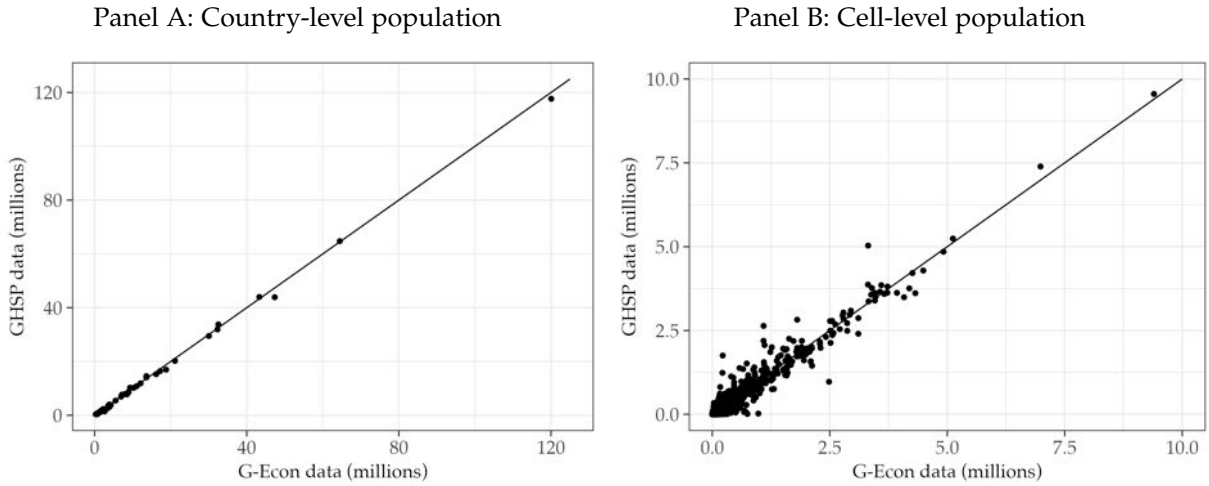 Panel A: Country-level population
GHSP data (millions)
120
80
40
0
0 40 80 120
G-Econ data (millions)
Panel B: Cell-level population
GHSP data (millions)
10.0
7.5
5.0
2.5
0.0
0.0 2.5 5.0 7.5 10.0
G-Econ data (millions)